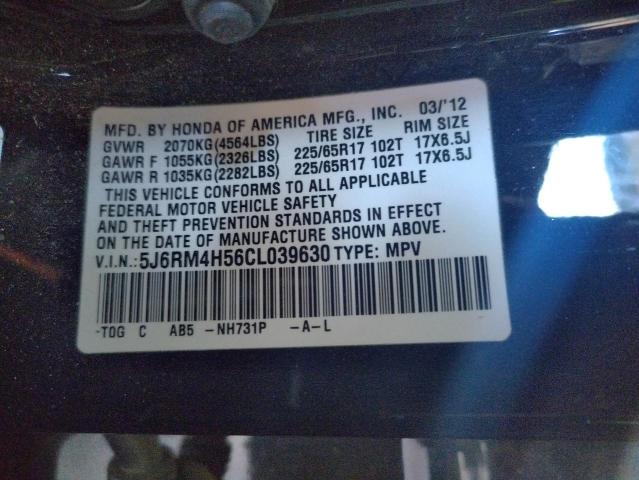 MFD. BY HONDA OF AMERICA MFG., INC. 03/'12
GVWR 2070KG(4564LBS) TIRE SIZE RIM SIZE
GAWR F 1055KG(2326LBS) 225/65R17 102T 17X6.5J
GAWR R 1035KG(2282LBS) 225/65R17 102T 17X6.5J
THIS VEHICLE CONFORMS TO ALL APPLICABLE
FEDERAL MOTOR VEHICLE SAFETY
AND THEFT PREVENTION STANDARDS IN EFFECT
ON THE DATE OF MANUFACTURE SHOWN ABOVE.
V.I.N.: 5J6RM4H56CL039630 TYPE: MPV
-TOG C AB5 -NH731P -A-L